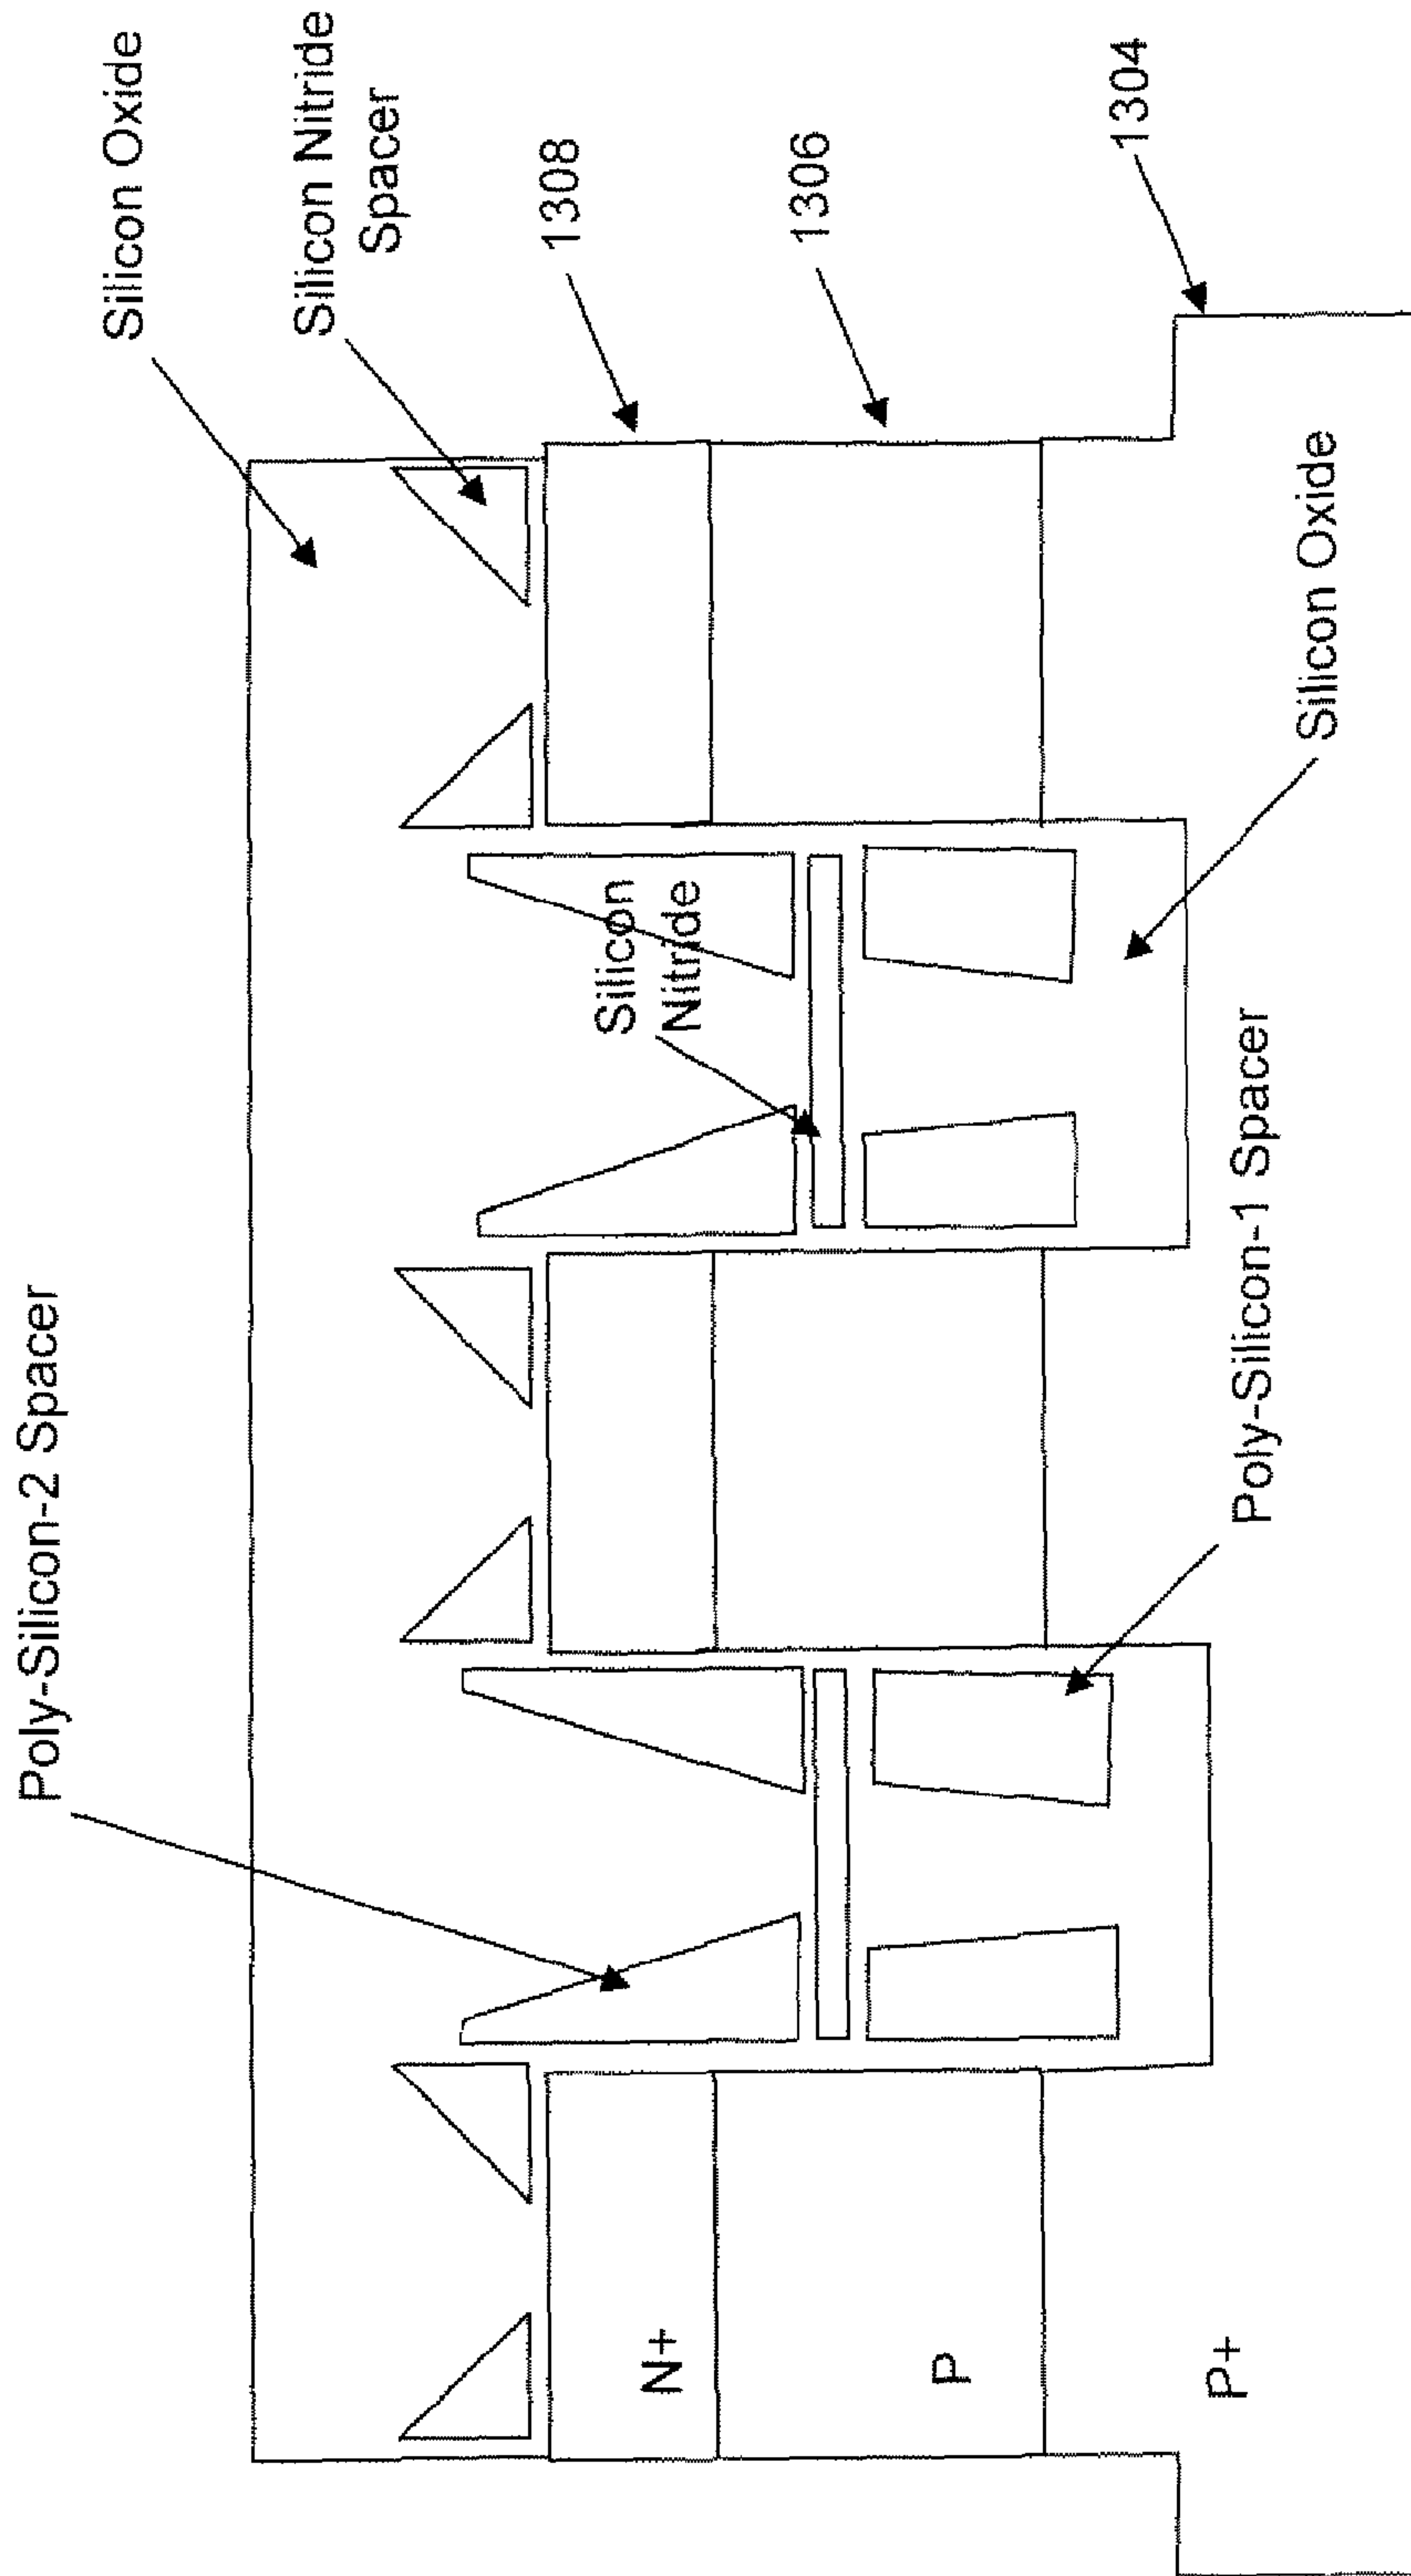 Silicon Oxide
Silicon Nitride
Spacer
Poly-Silicon-2 Spacer
1308
Silicon
Nitride
N+
1306
P
1304
P+
Poly-Silicon-1 Spacer
Silicon Oxide